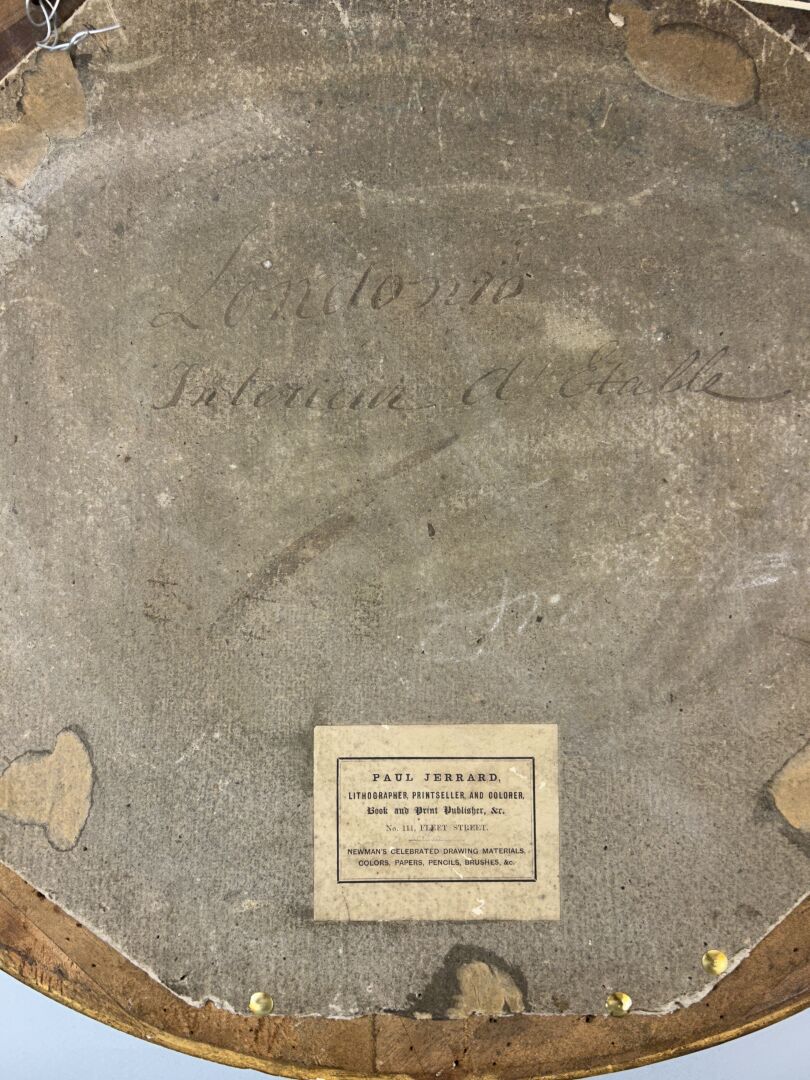 Londonio
Interieur d'Etable
PAUL JERRARD,
LITHOGRAPHER, PRINTSELLER, AND COLORER,
Book and Print Publisher, &c.
No. 111, FLEET STREET.
NEWMAN'S CELEBRATED DRAWING MATERIALS,
COLORS, PAPERS, PENCILS, BRUSHES, &c.